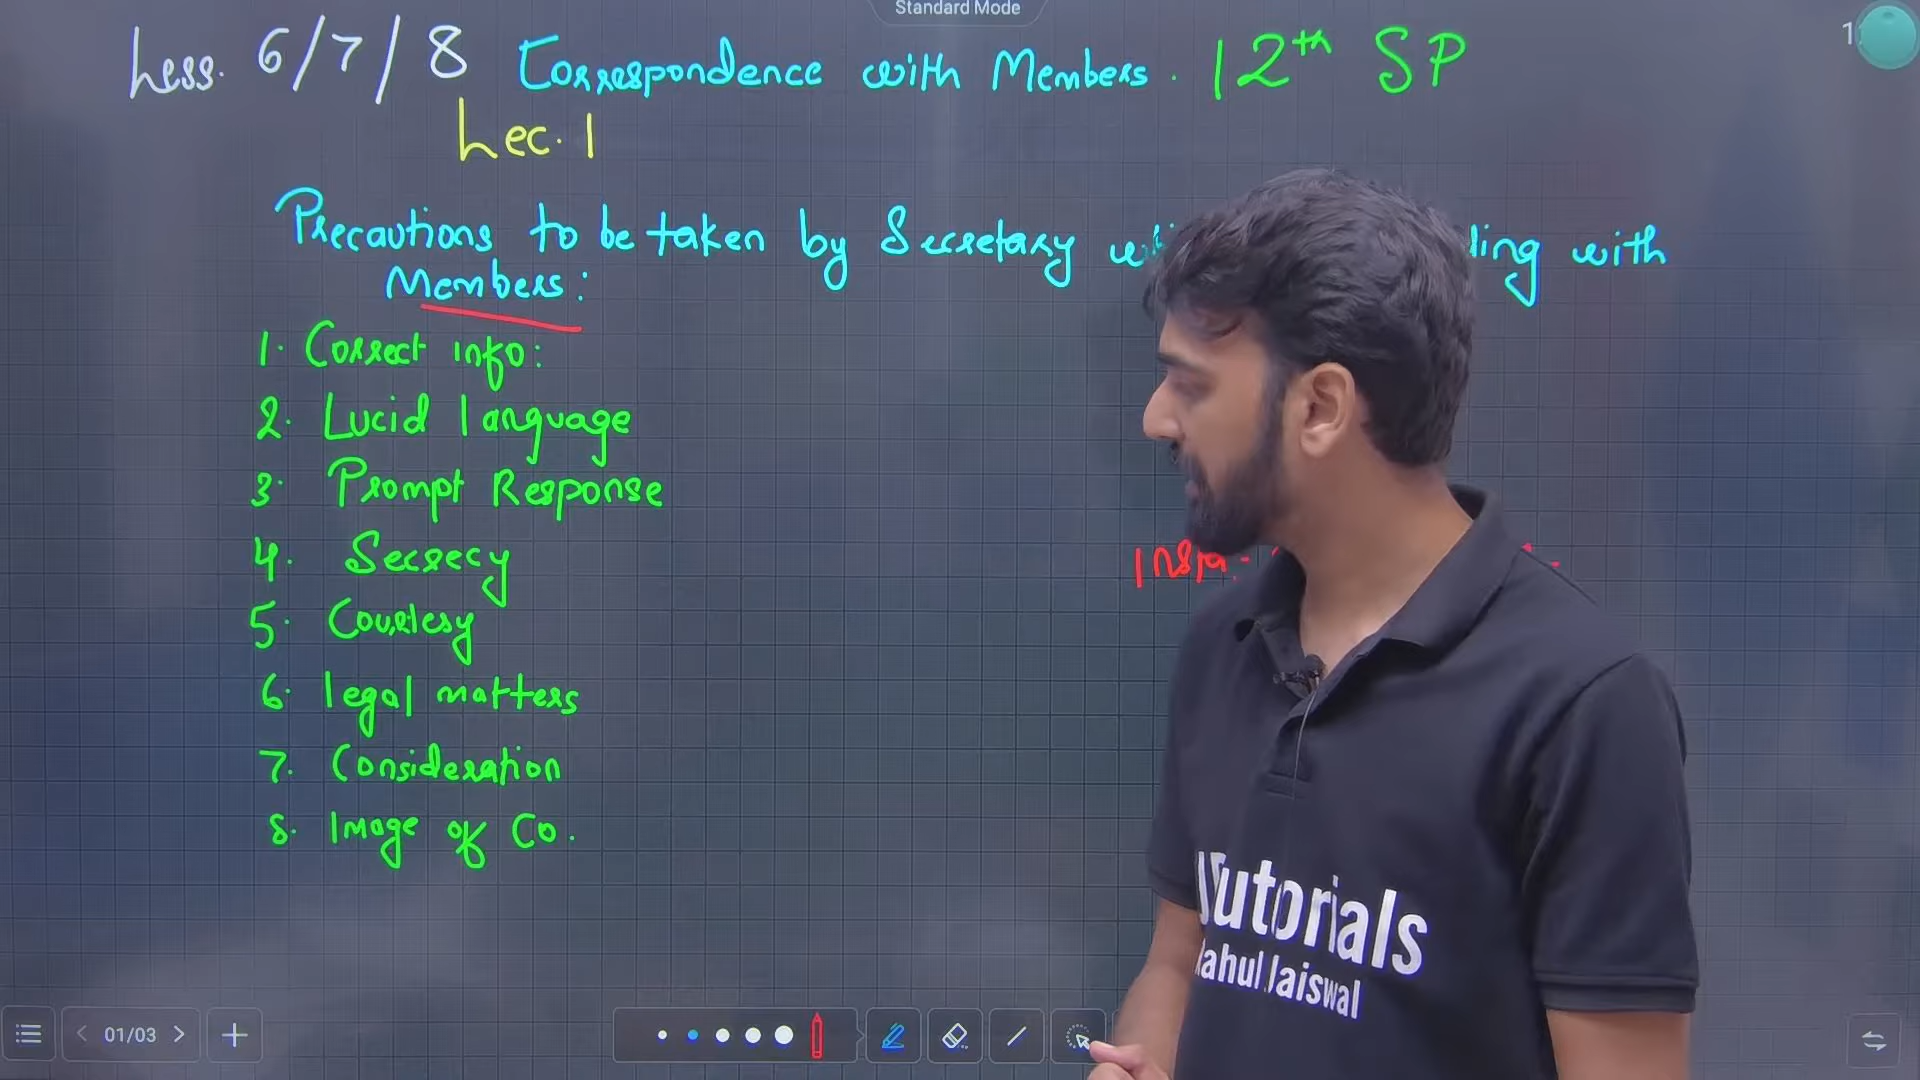 Standard Mode
Less. 6/7/8 Correspondence with Members. 12th SP
Lec. 1
Precautions to be taken by Secretary with
Members:
1. Correct info:
2. Lucid language
3. Prompt Response
4. Secrecy
5. Courtesy
6. legal matters
7. Consideration
8. Image of Co.
Insta:-
Tutorials
Rahul Jaiswal
01/03